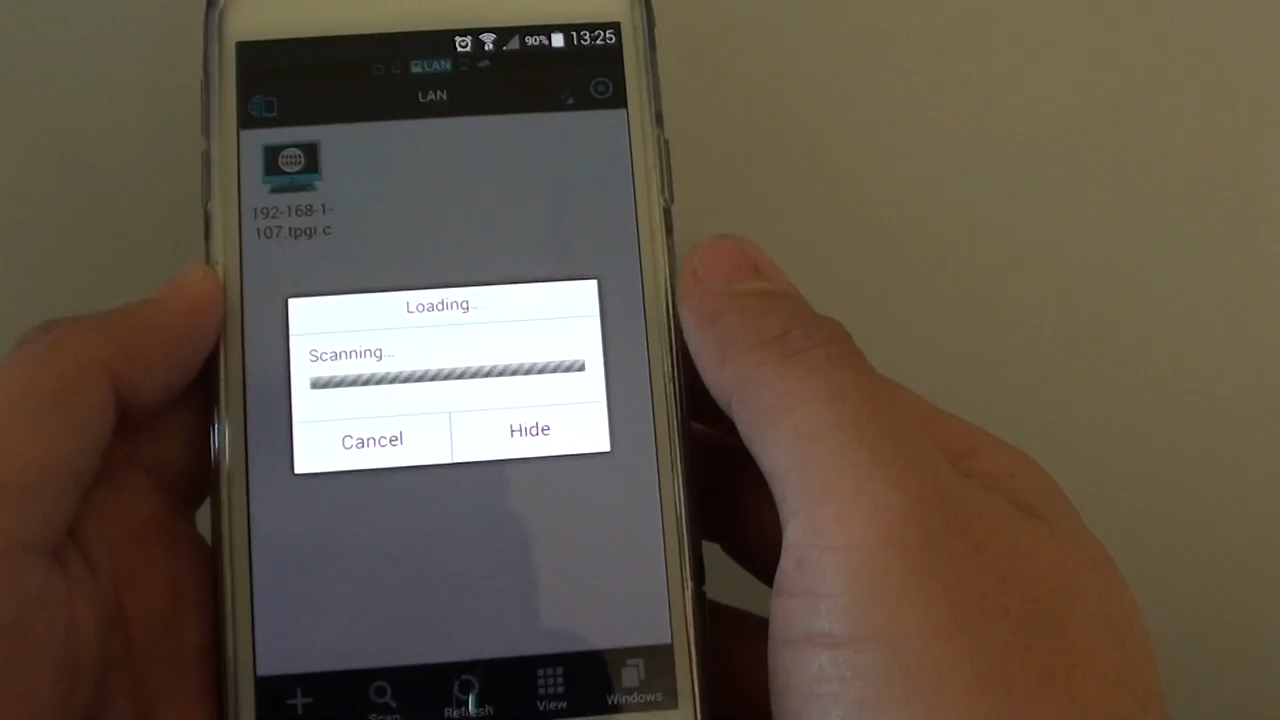 90% 13:25
LAN
LAN
192-168-1-
107.tpgi.c
Loading..
Scanning...
Cancel Hide
Scan Refresh View Windows